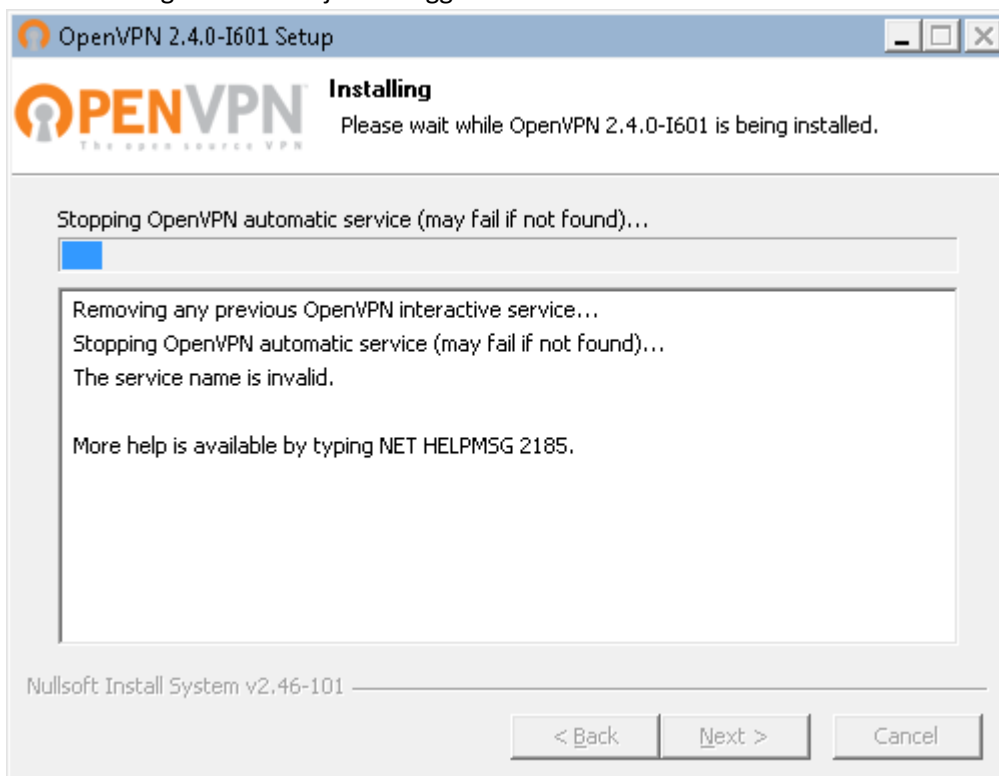 OpenVPN 2.4.0-I601 Setup
OPENVPN
The open source VPN
Installing
Please wait while OpenVPN 2.4.0-I601 is being installed.
Stopping OpenVPN automatic service (may fail if not found)...
Removing any previous OpenVPN interactive service...
Stopping OpenVPN automatic service (may fail if not found)...
The service name is invalid.
More help is available by typing NET HELPMSG 2185.
Nullsoft Install System v2.46-101
< Back
Next >
Cancel